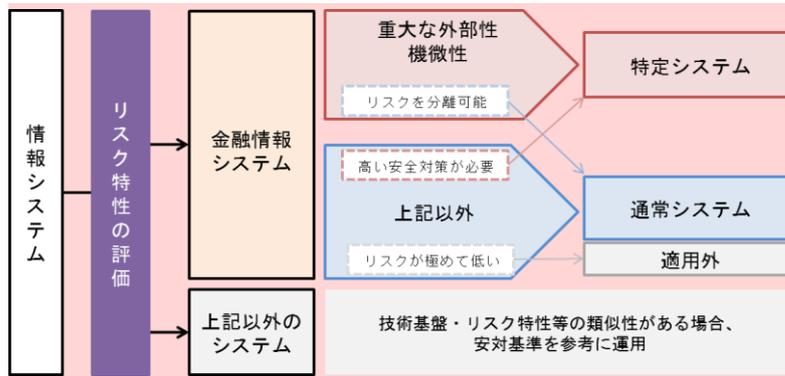 情報システム
リスク特性の評価
金融情報
システム
重大な外部性
機微性
リスクを分離可能
特定システム
高い安全対策が必要
上記以外
リスクが極めて低い
通常システム
適用外
上記以外の
システム
技術基盤・リスク特性等の類似性がある場合、
安対基準を参考に運用